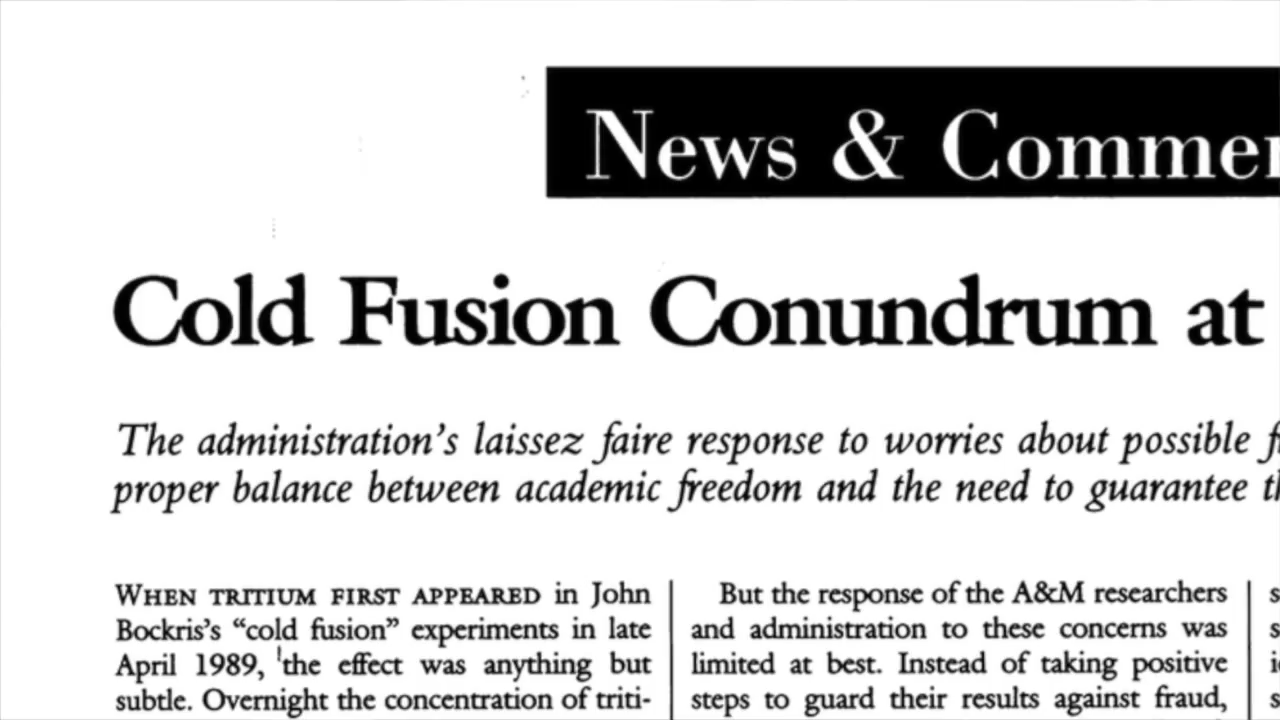 News & Commer
Cold Fusion Conundrum at
The administration's laissez faire response to worries about possible f
proper balance between academic freedom and the need to guarantee th
WHEN TRITIUM FIRST APPEARED in John
Bockris's “cold fusion” experiments in late
April 1989, the effect was anything but
subtle. Overnight the concentration of triti-
But the response of the A&M researchers
and administration to these concerns was
limited at best. Instead of taking positive
steps to guard their results against fraud,